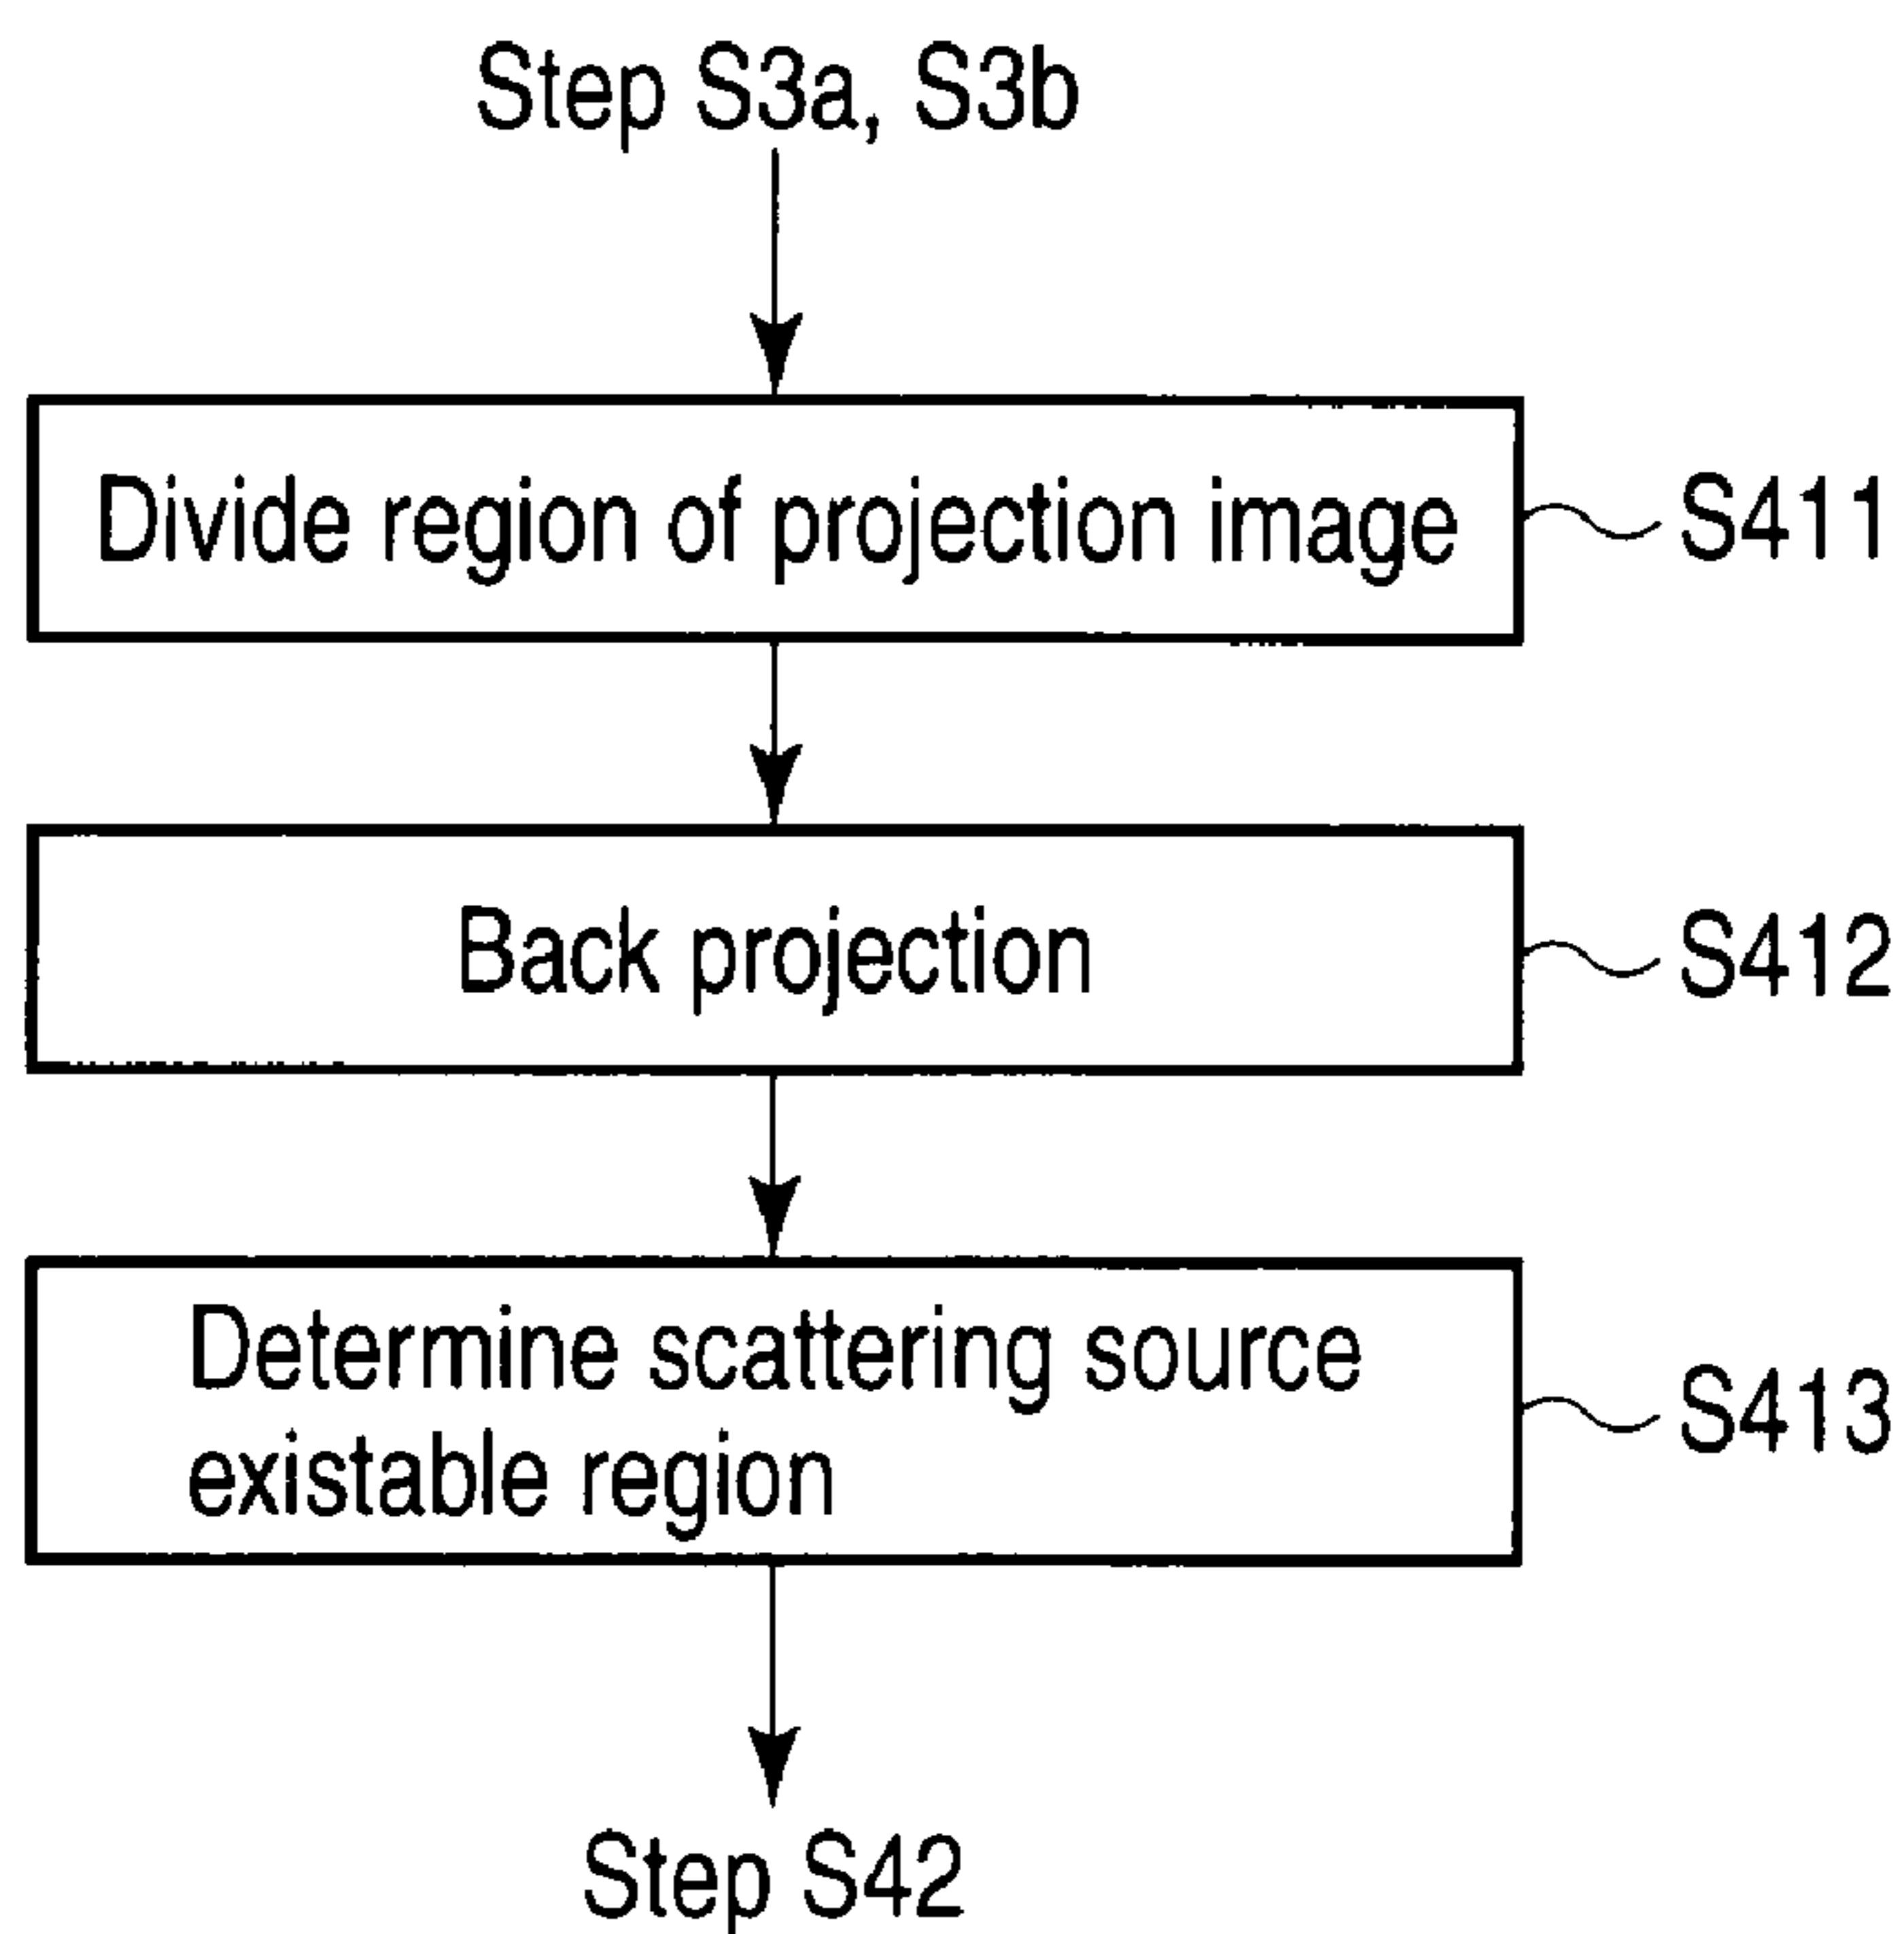 Step S3a, S3b
Divide region of projection image
S411
Back projection
S412
Determine scattering source
existable region
S413
Step S42